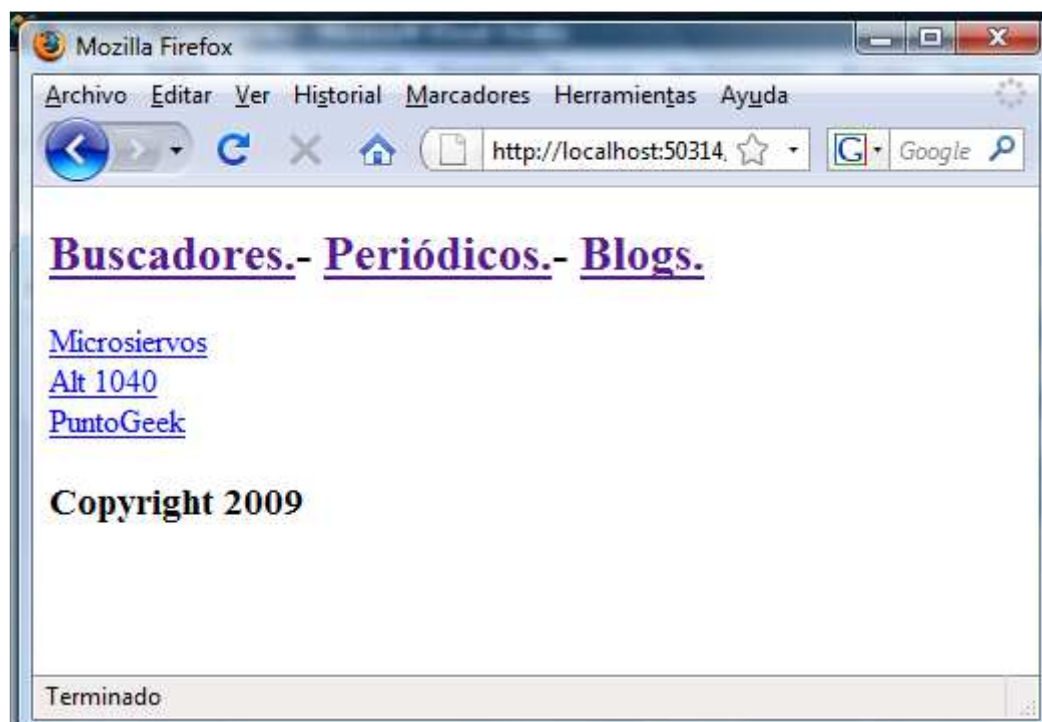 Mozilla Firefox
Archivo Editar Ver Historial Marcadores Herramientas Ayuda
http://localhost:50314 Google
Buscadores.- Periódicos.- Blogs.
Microsiervos
Alt 1040
PuntoGeek
Copyright 2009
Terminado